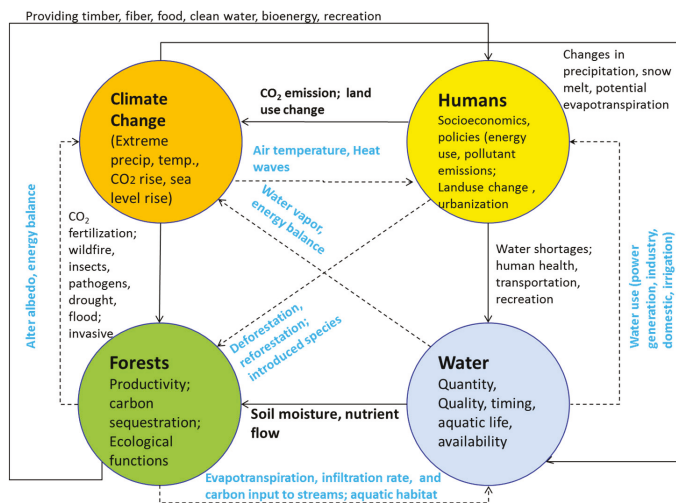 Providing timber, fiber, food, clean water, bioenergy, recreation
Climate
Change
(Extreme
precip, temp.,
CO₂ rise, sea
level rise)
CO₂ emission; land
use change
Humans
Socioeconomics,
policies (energy
use, pollutant
emissions;
Landuse change ,
urbanization
Changes in
precipitation, snow
melt, potential
evapotranspiration
Air temperature, Heat
waves
Water vapor,
energy balance
Alter albedo, energy balance
CO₂
fertilization;
wildfire,
insects,
pathogens,
drought,
flood;
invasive
Water shortages;
human health,
transportation,
recreation
Water use (power
generation, industry,
domestic, irrigation)
Deforestation,
reforestation;
introduced species
Forests
Productivity;
carbon
sequestration;
Ecological
functions
Soil moisture, nutrient
flow
Water
Quantity,
Quality, timing,
aquatic life,
availability
Evapotranspiration, infiltration rate, and
carbon input to streams; aquatic habitat